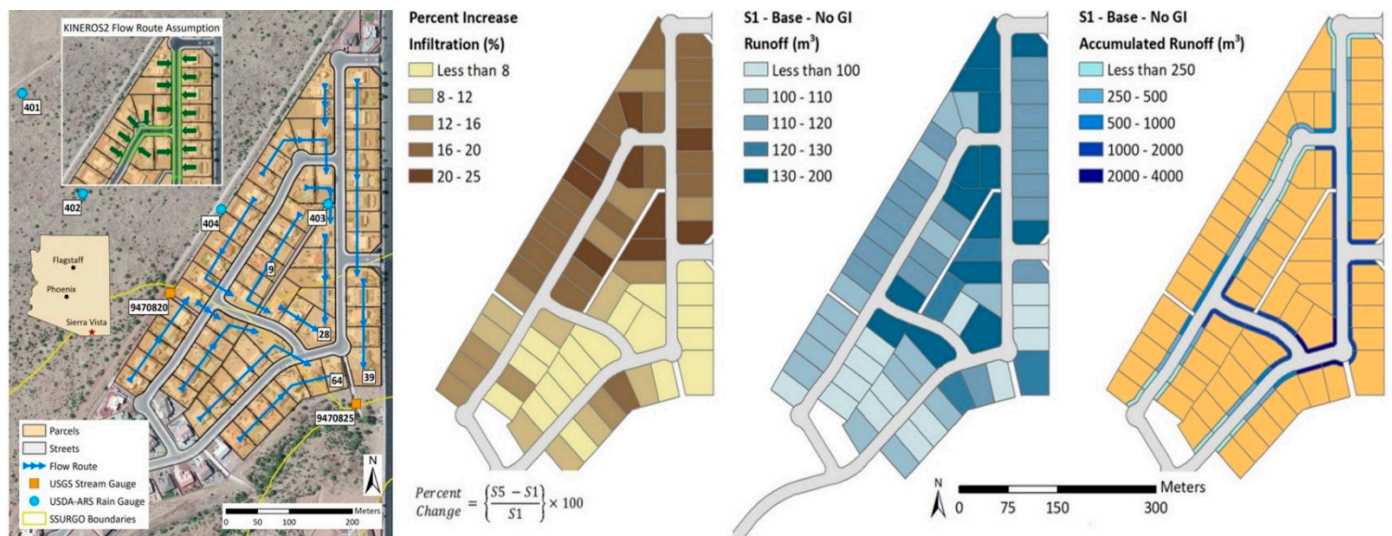 KINEROS2 Flow Route Assumption
401
402
404
403
9
9470820
28
64
39
9470825
Flagstaff
Phoenix
Sierra Vista
Parcels
Streets
Flow Route
USGS Stream Gauge
USDA-ARS Rain Gauge
SSURGO Boundaries
N
Meters
0 50 100 200
Percent Increase
Infiltration (%)
Less than 8
8 - 12
12 - 16
16 - 20
20 - 25
Percent
Change = {(S5 − S1)/S1} × 100
S1 - Base - No GI
Runoff (m³)
Less than 100
100 - 110
110 - 120
120 - 130
130 - 200
S1 - Base - No GI
Accumulated Runoff (m³)
Less than 250
250 - 500
500 - 1000
1000 - 2000
2000 - 4000
N
Meters
0 75 150 300